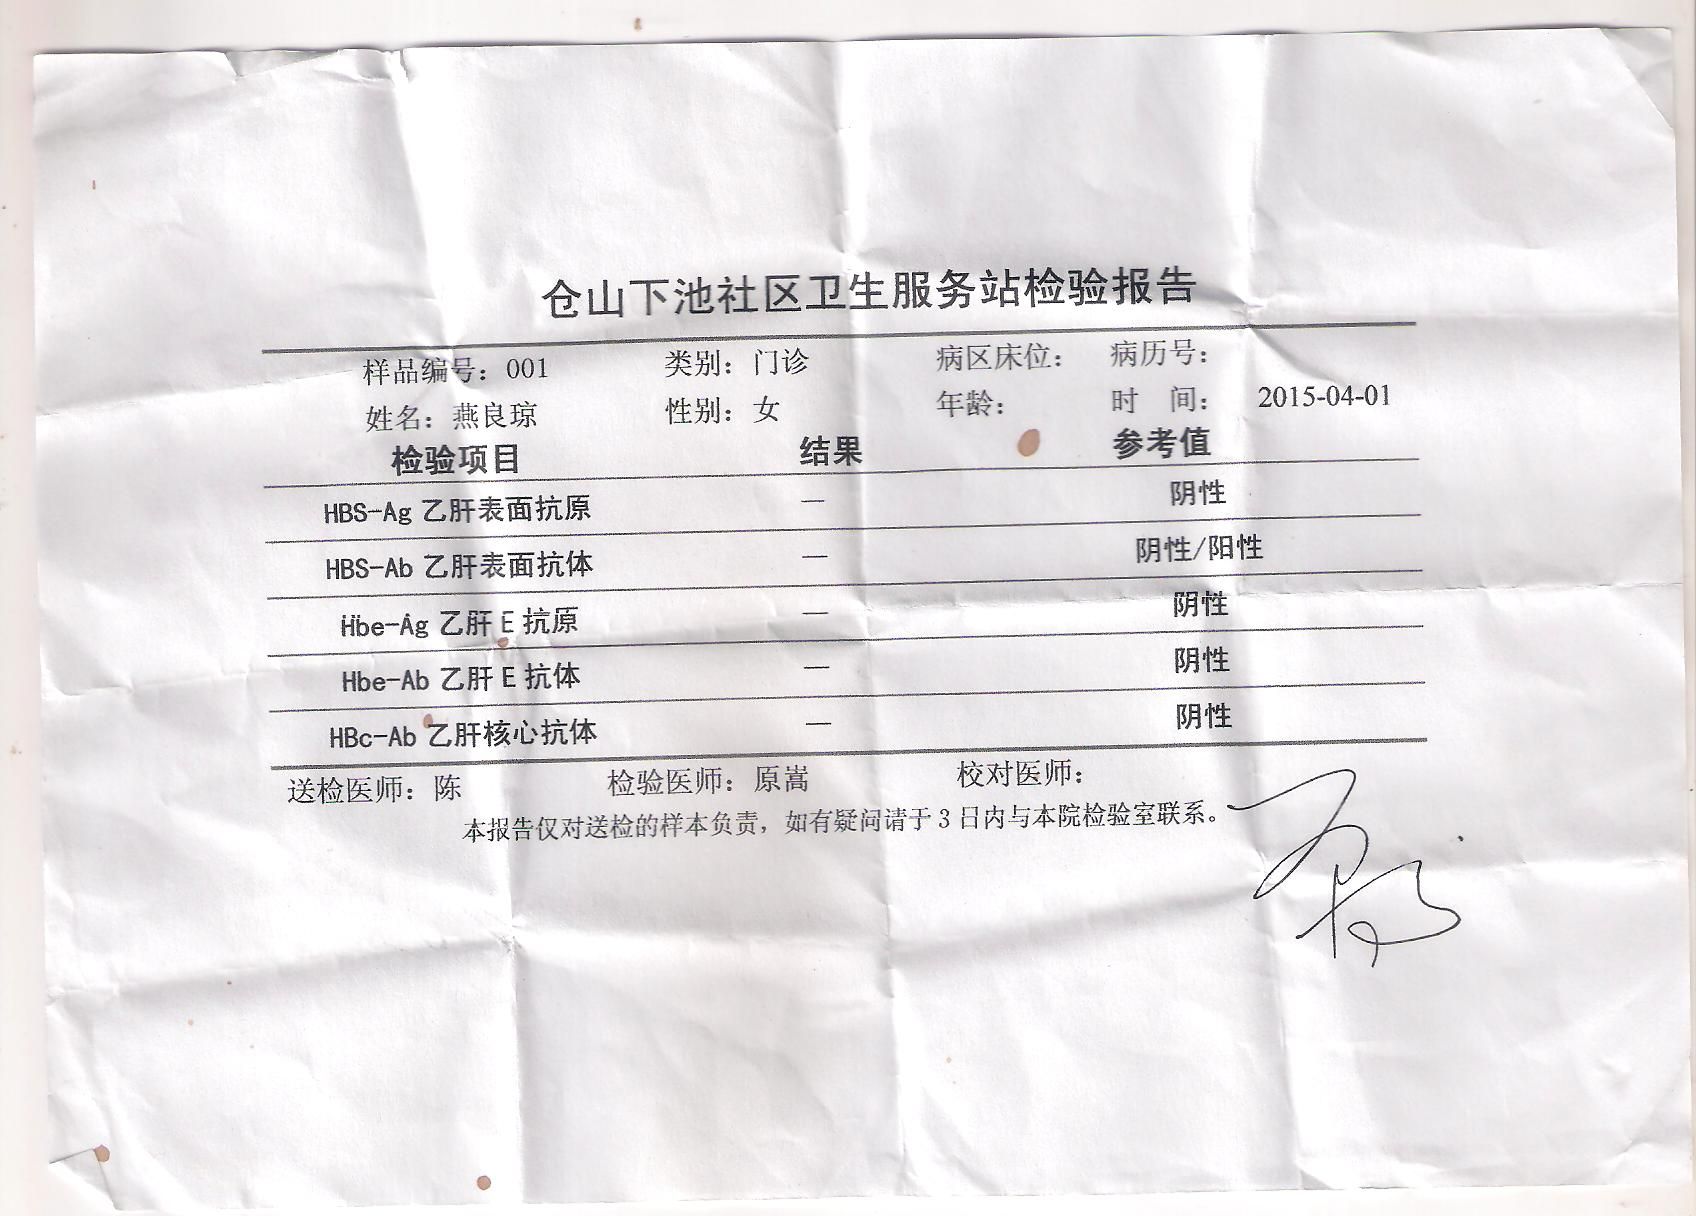 仓山下池社区卫生服务站检验报告
样品编号：001 类别：门诊 病区床位： 病历号：
姓名：燕良琼 性别：女 年龄： 时 间： 2015-04-01
检验项目 结果 参考值
HBS-Ag 乙肝表面抗原 — 阴性
HBS-Ab 乙肝表面抗体 — 阴性/阳性
Hbe-Ag 乙肝 E 抗原 — 阴性
Hbe-Ab 乙肝 E 抗体 — 阴性
HBc-Ab 乙肝核心抗体 — 阴性
送检医师：陈 检验医师：原嵩 校对医师：
本报告仅对送检的样本负责，如有疑问请于 3 日内与本院检验室联系。